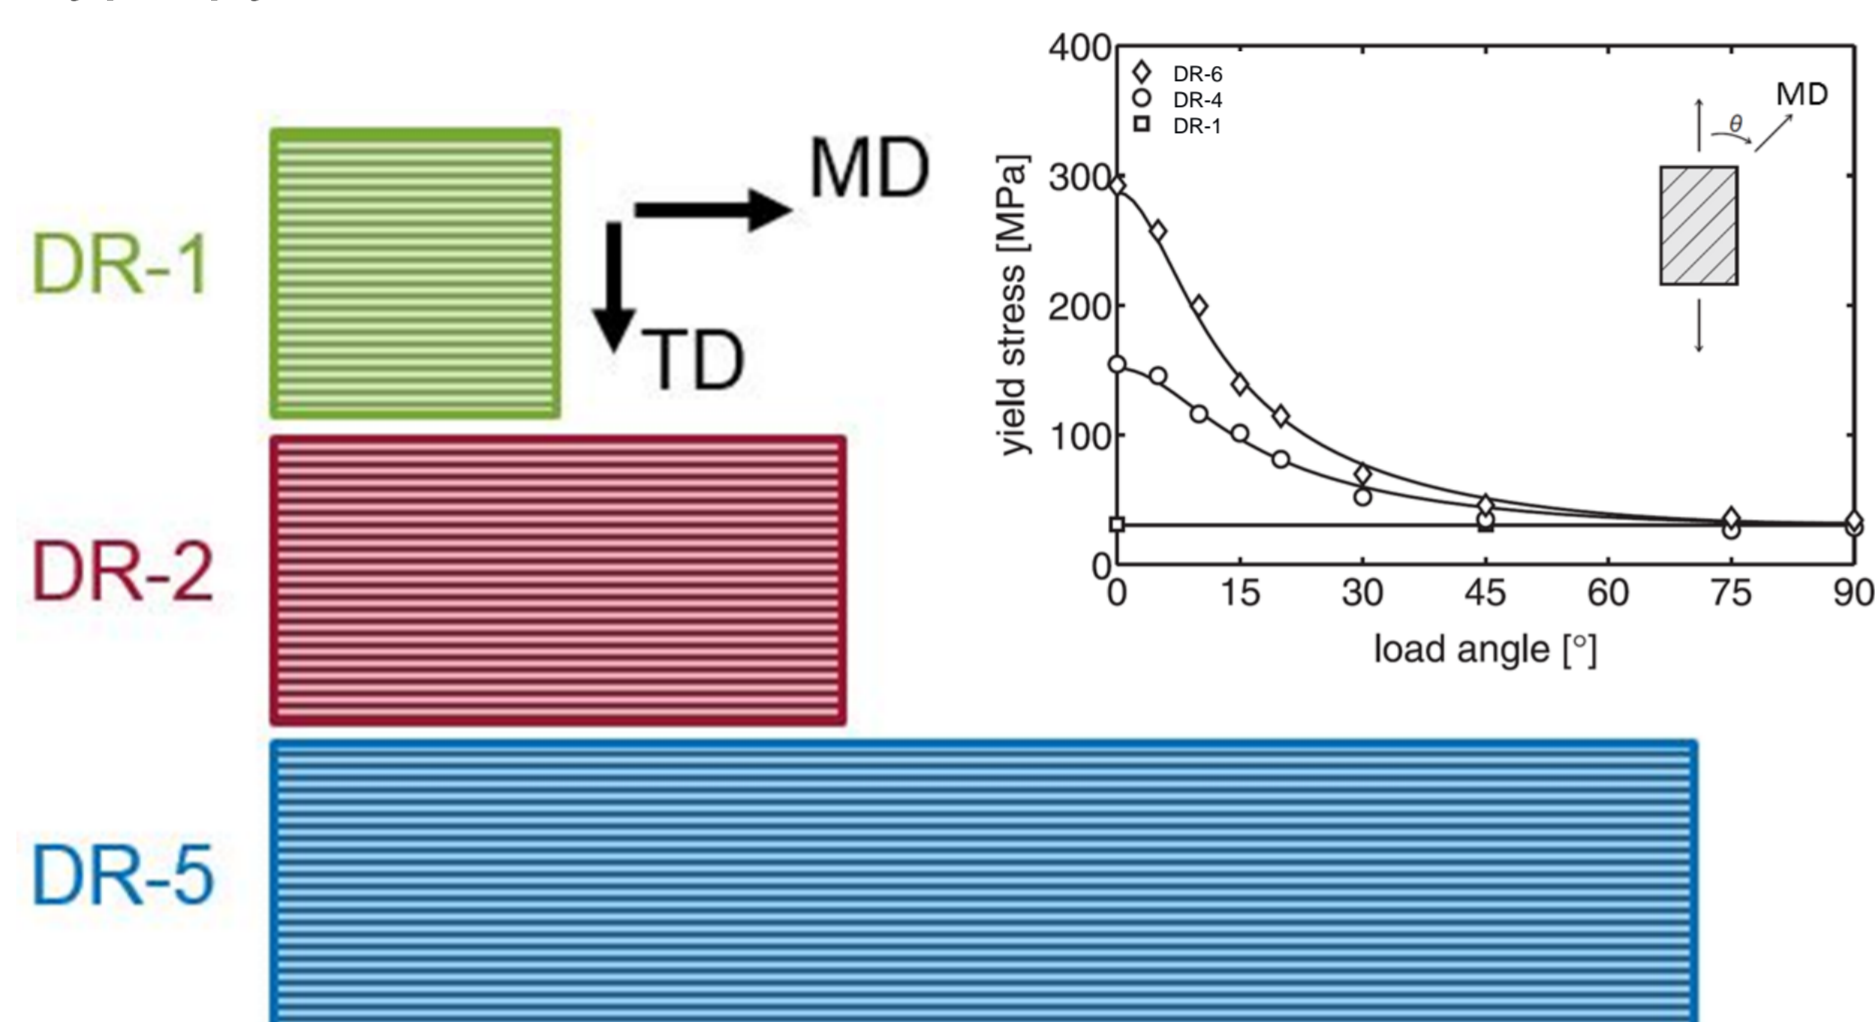 DR-1
MD
TD
DR-2
DR-5
400
300
200
100
0
yield stress [MPa]
DR-6
DR-4
DR-1
MD
θ
0 15 30 45 60 75 90
load angle [°]